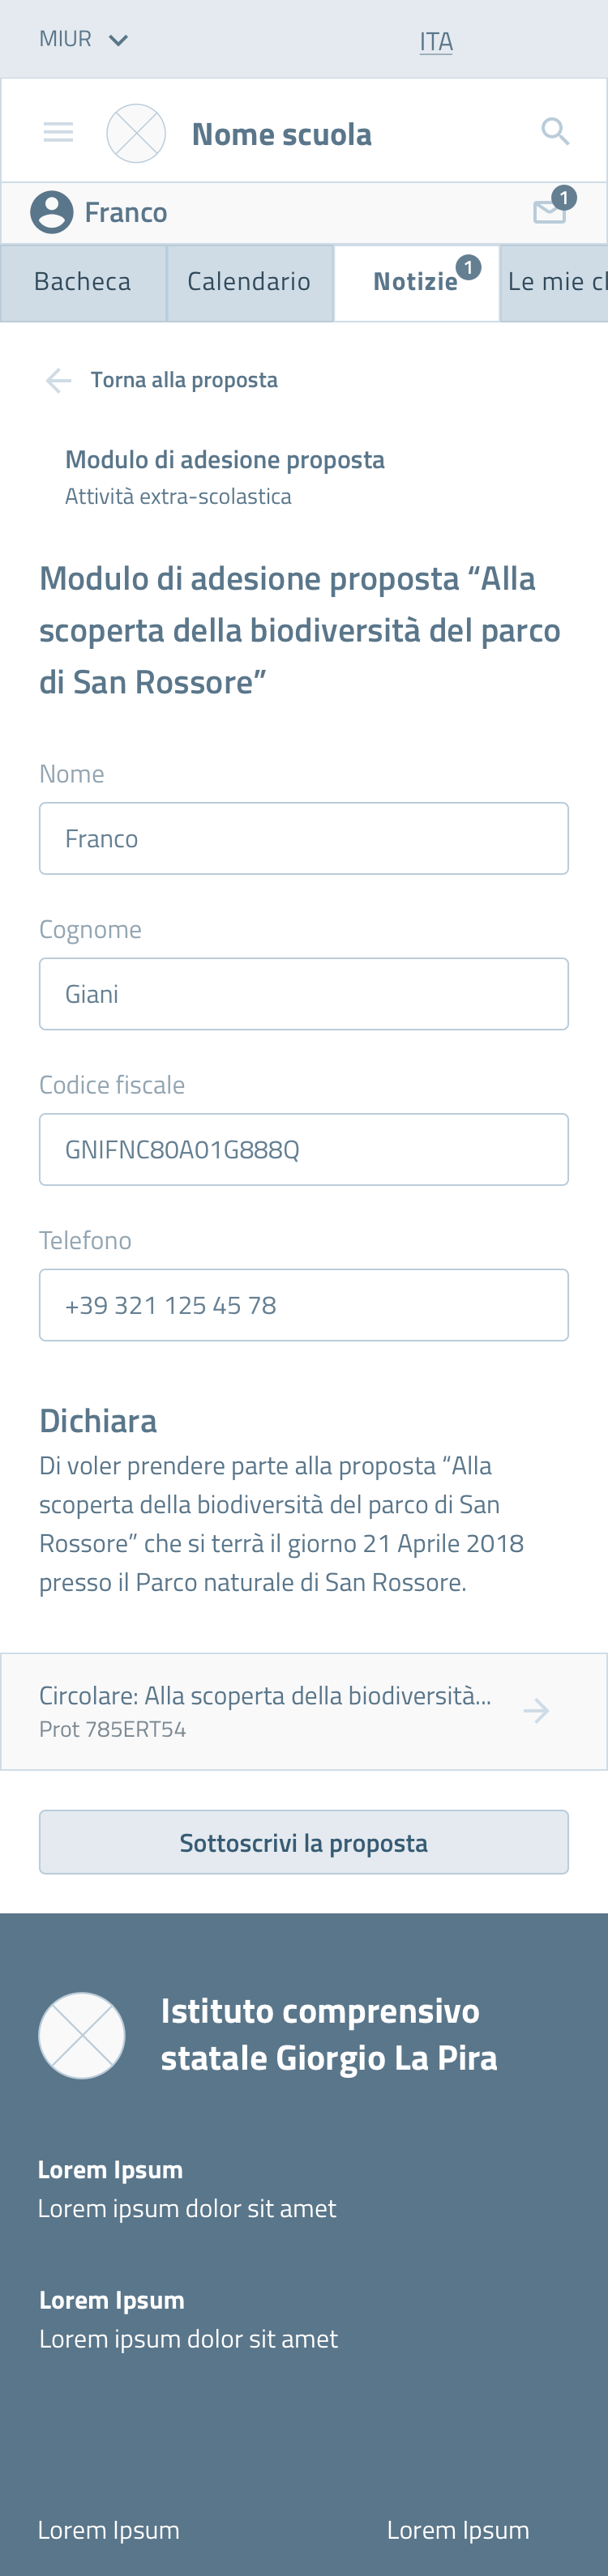 MIUR
ITA
Nome scuola
Franco
1
Bacheca
Calendario
Notizie
1
Le mie cl
Torna alla proposta
Modulo di adesione proposta
Attività extra-scolastica
Modulo di adesione proposta “Alla
scoperta della biodiversità del parco
di San Rossore”
Nome
Franco
Cognome
Giani
Codice fiscale
GNIFNC80A01G888Q
Telefono
+39 321 125 45 78
Dichiara
Di voler prendere parte alla proposta “Alla
scoperta della biodiversità del parco di San
Rossore” che si terrà il giorno 21 Aprile 2018
presso il Parco naturale di San Rossore.
Circolare: Alla scoperta della biodiversità...
Prot 785ERT54
Sottoscrivi la proposta
Istituto comprensivo
statale Giorgio La Pira
Lorem Ipsum
Lorem ipsum dolor sit amet
Lorem Ipsum
Lorem ipsum dolor sit amet
Lorem Ipsum
Lorem Ipsum